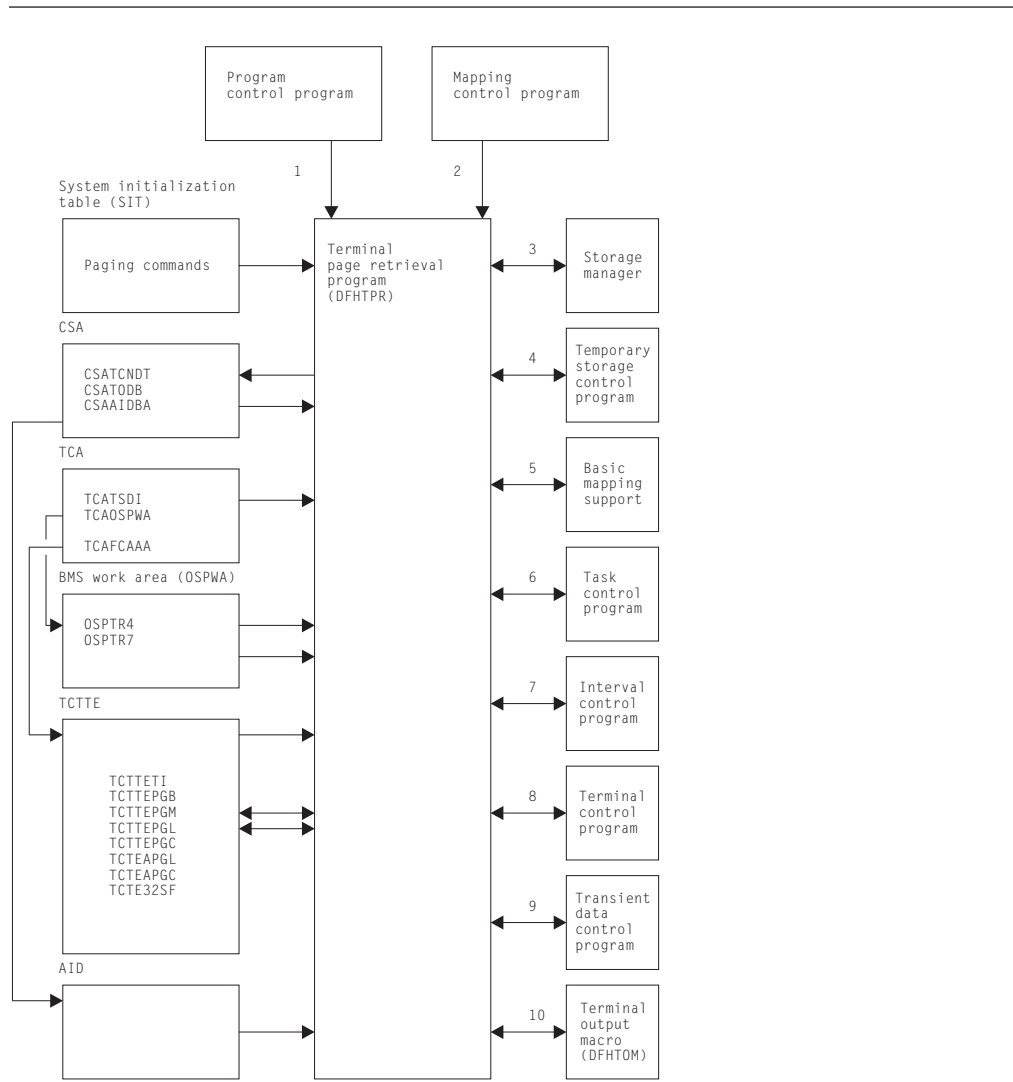 Program
control program
Mapping
control program
1
2
System initialization
table (SIT)
Paging commands
Terminal
page retrieval
program
(DFHTPR)
3
Storage
manager
CSA
CSATCNDT
CSATODB
CSAAIDBA
4
Temporary
storage
control
program
TCA
TCATSDI
TCAOSPWA
TCAFCAAA
5
Basic
mapping
support
BMS work area (OSPWA)
OSPTR4
OSPTR7
6
Task
control
program
TCTTE
TCTTETI
TCTTEPGB
TCTTEPGM
TCTTEPGL
TCTTEPGC
TCTEAPGL
TCTEAPGC
TCTE32SF
7
Interval
control
program
8
Terminal
control
program
9
Transient
data
control
program
AID
10
Terminal
output
macro
(DFHTOM)